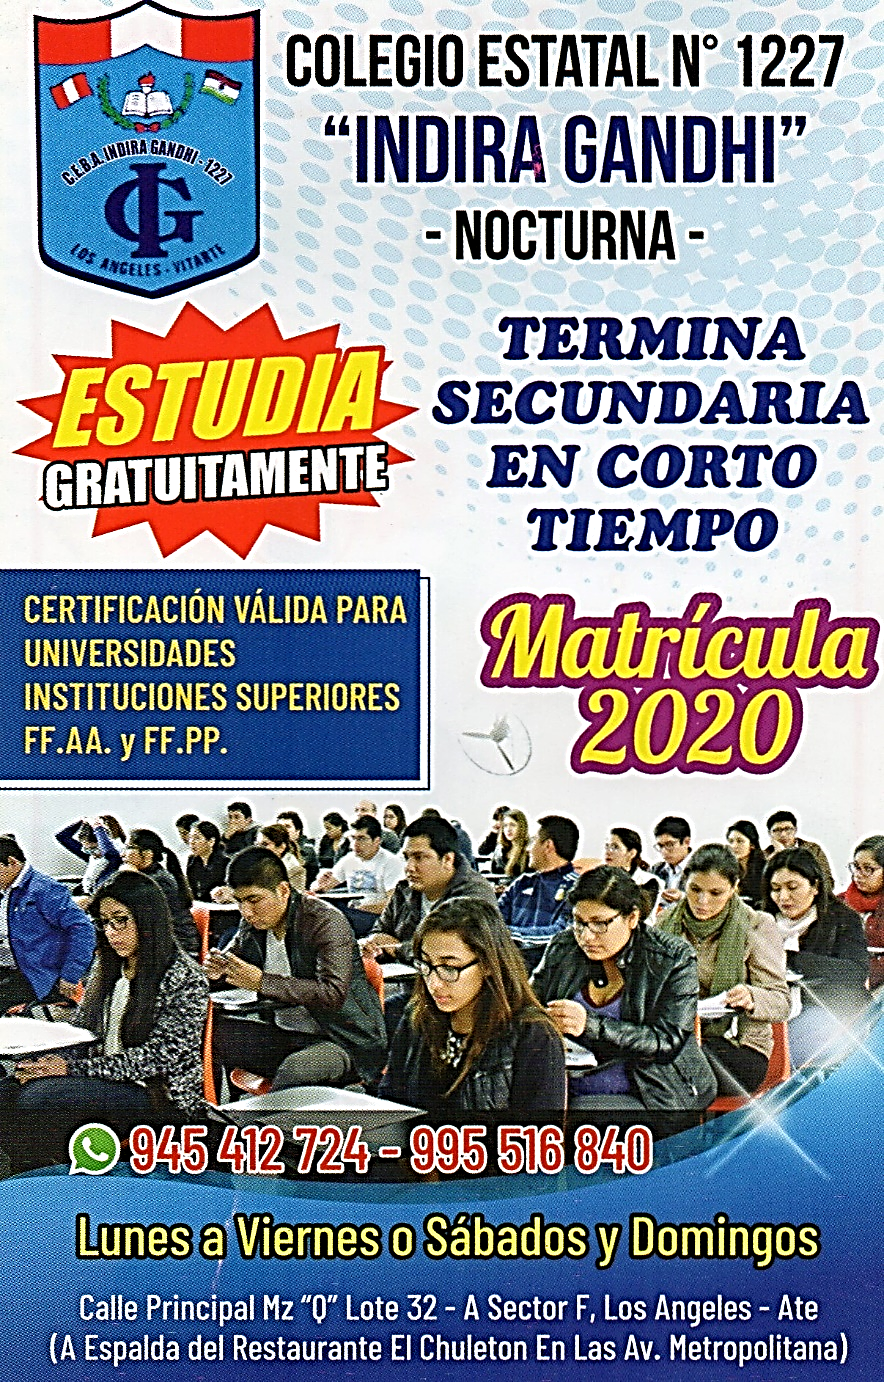 COLEGIO ESTATAL N° 1227
“INDIRA GANDHI”
- NOCTURNA -
C.E.B.A. INDIRA GANDHI - 1227
IG
LOS ANGELES - VITARTE
ESTUDIA
GRATUITAMENTE
TERMINA
SECUNDARIA
EN CORTO
TIEMPO
CERTIFICACIÓN VÁLIDA PARA
UNIVERSIDADES
INSTITUCIONES SUPERIORES
FF.AA. y FF.PP.
Matrícula
2020
945 412 724 - 995 516 840
Lunes a Viernes o Sábados y Domingos
Calle Principal Mz “Q” Lote 32 - A Sector F, Los Angeles - Ate
(A Espalda del Restaurante El Chuleton En Las Av. Metropolitana)